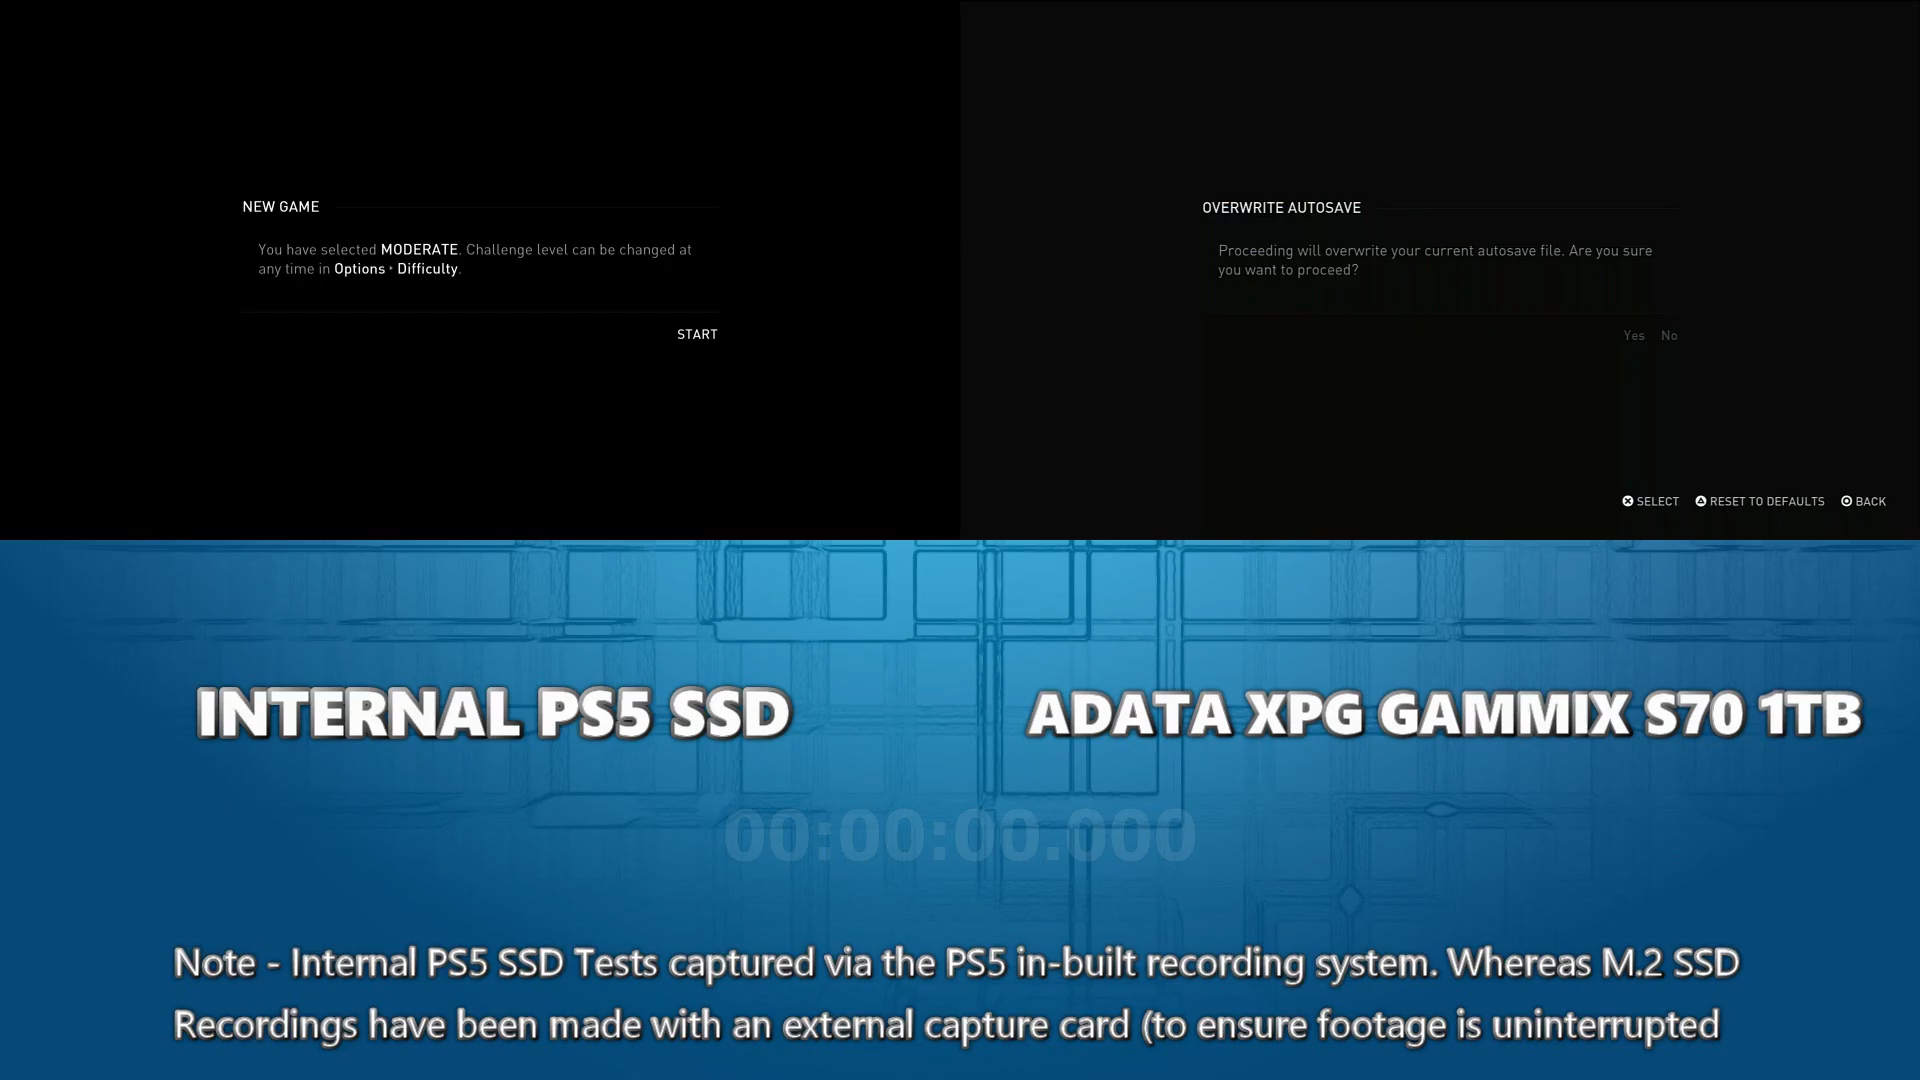 NEW GAME
You have selected MODERATE. Challenge level can be changed at
any time in Options ‣ Difficulty.
START
OVERWRITE AUTOSAVE
Proceeding will overwrite your current autosave file. Are you sure
you want to proceed?
Yes No
SELECT RESET TO DEFAULTS BACK
INTERNAL PS5 SSD
ADATA XPG GAMMIX S70 1TB
00:00:00.000
Note - Internal PS5 SSD Tests captured via the PS5 in-built recording system. Whereas M.2 SSD
Recordings have been made with an external capture card (to ensure footage is uninterrupted